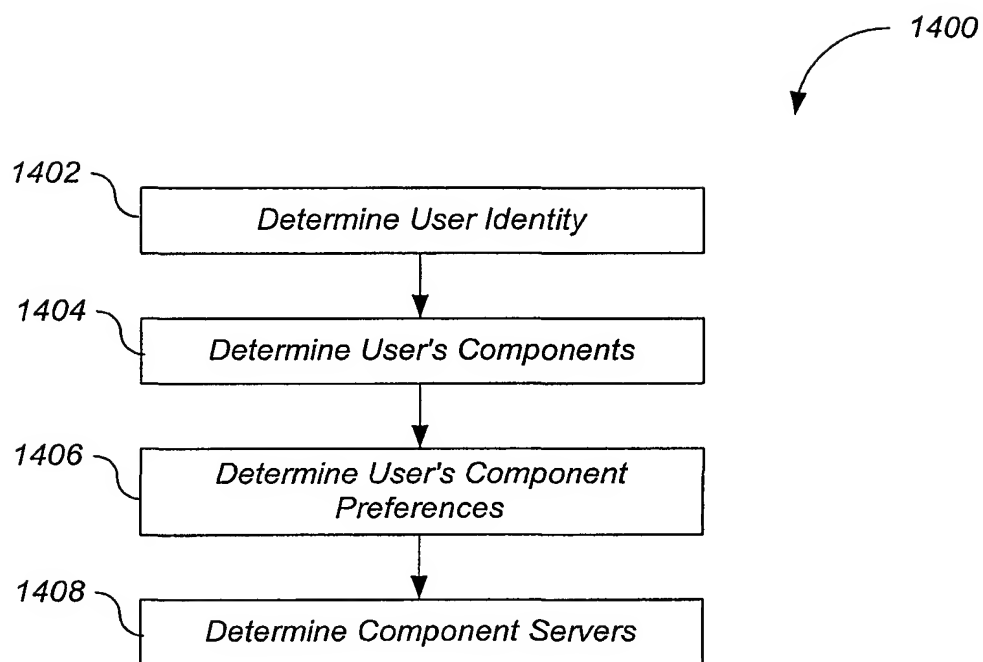 1400
1402
Determine User Identity
1404
Determine User's Components
1406
Determine User's Component
Preferences
1408
Determine Component Servers